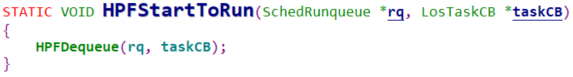 STATIC VOID HPFStartToRun(SchedRunqueue *rq, LosTaskCB *taskCB)
{
    HPFDequeue(rq, taskCB);
}